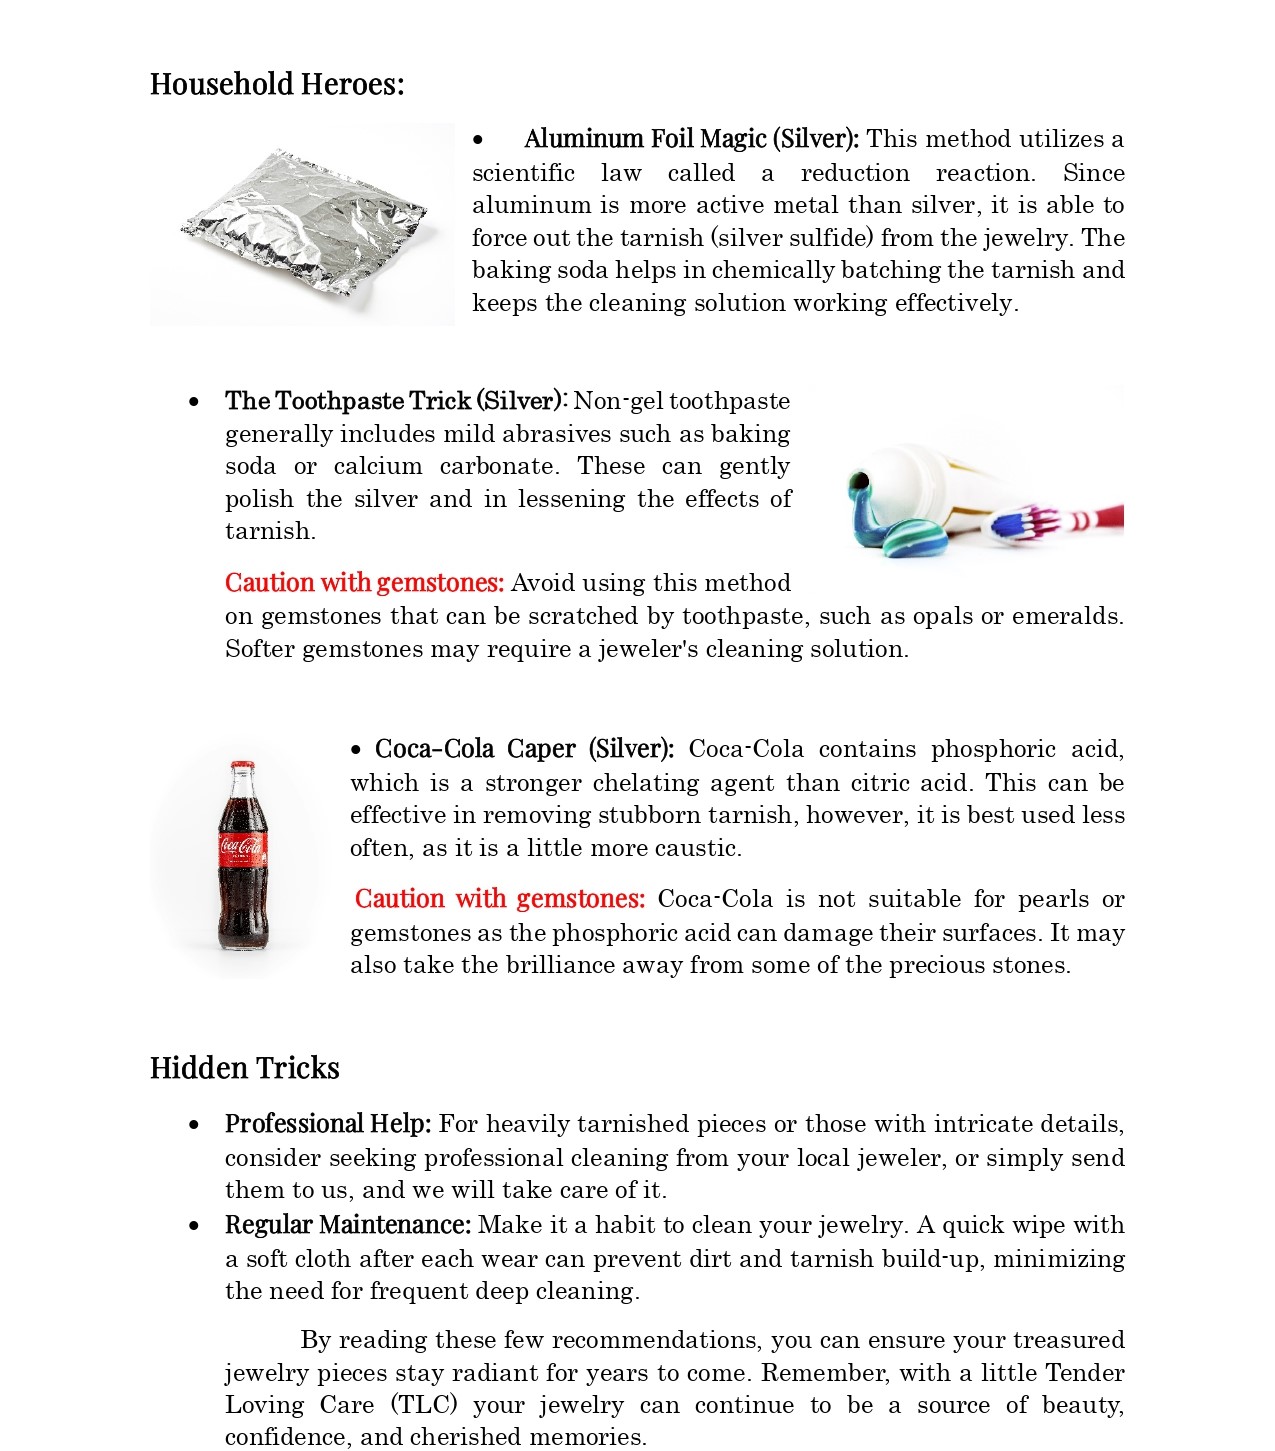 Household Heroes:
• Aluminum Foil Magic (Silver): This method utilizes a
scientific law called a reduction reaction. Since
aluminum is more active metal than silver, it is able to
force out the tarnish (silver sulfide) from the jewelry. The
baking soda helps in chemically batching the tarnish and
keeps the cleaning solution working effectively.
• The Toothpaste Trick (Silver): Non-gel toothpaste
generally includes mild abrasives such as baking
soda or calcium carbonate. These can gently
polish the silver and in lessening the effects of
tarnish.
Caution with gemstones: Avoid using this method
on gemstones that can be scratched by toothpaste, such as opals or emeralds.
Softer gemstones may require a jeweler's cleaning solution.
• Coca-Cola Caper (Silver): Coca-Cola contains phosphoric acid,
which is a stronger chelating agent than citric acid. This can be
effective in removing stubborn tarnish, however, it is best used less
often, as it is a little more caustic.
Coca-Cola
Caution with gemstones: Coca-Cola is not suitable for pearls or
gemstones as the phosphoric acid can damage their surfaces. It may
also take the brilliance away from some of the precious stones.
Hidden Tricks
• Professional Help: For heavily tarnished pieces or those with intricate details,
consider seeking professional cleaning from your local jeweler, or simply send
them to us, and we will take care of it.
• Regular Maintenance: Make it a habit to clean your jewelry. A quick wipe with
a soft cloth after each wear can prevent dirt and tarnish build-up, minimizing
the need for frequent deep cleaning.
By reading these few recommendations, you can ensure your treasured
jewelry pieces stay radiant for years to come. Remember, with a little Tender
Loving Care (TLC) your jewelry can continue to be a source of beauty,
confidence, and cherished memories.